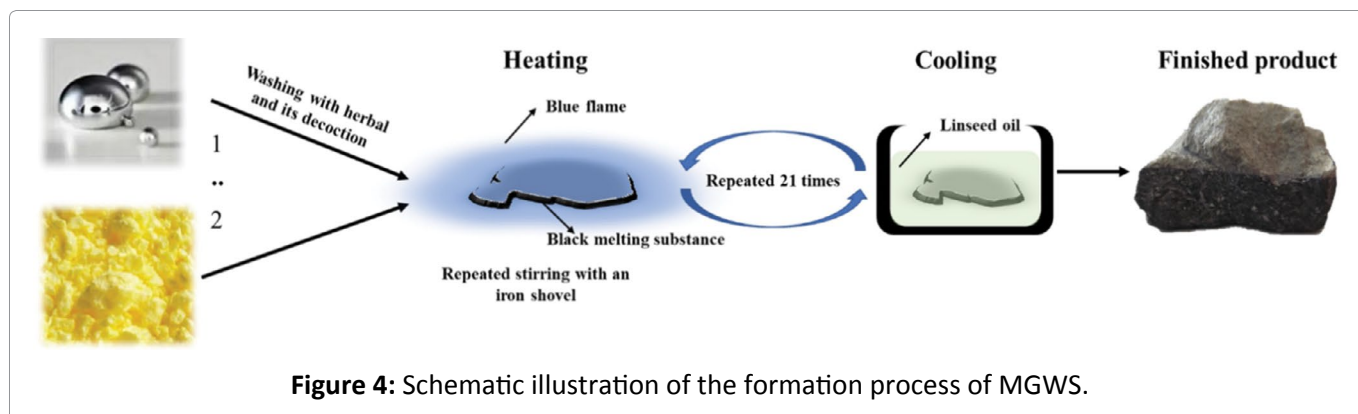 Washing with herbal
and its decoction
1
..
2
Heating
Blue flame
Black melting substance
Repeated stirring with an
iron shovel
Repeated 21 times
Cooling
Linseed oil
Finished product
Figure 4: Schematic illustration of the formation process of MGWS.